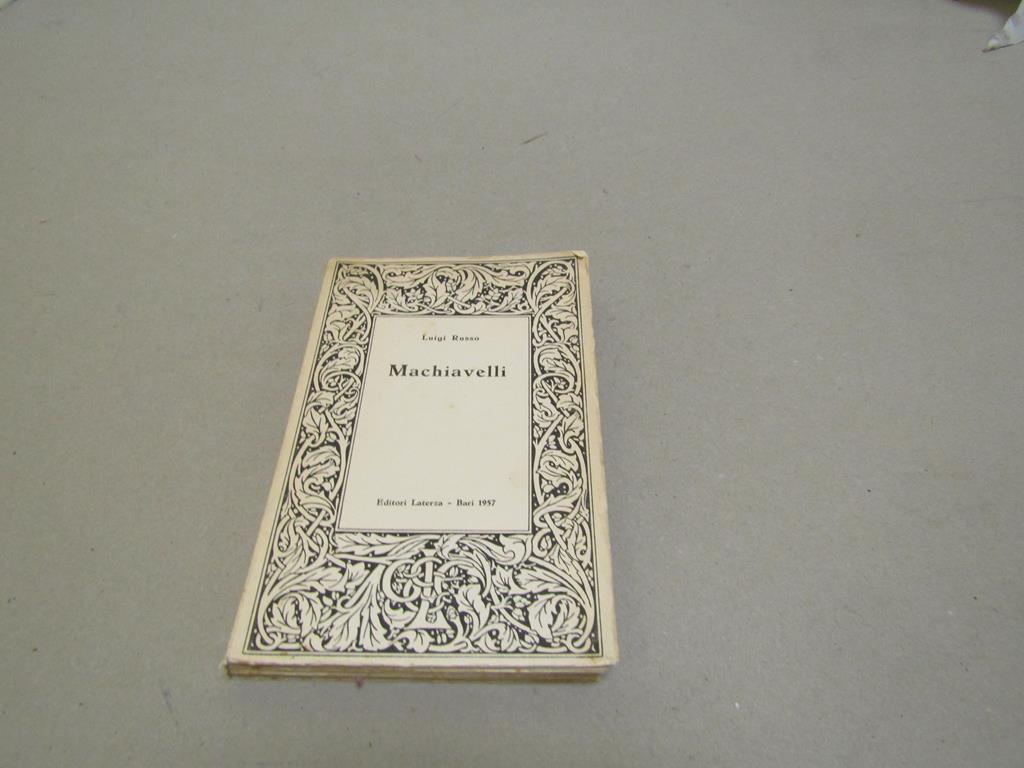 Luigi Russo
Machiavelli
Editori Laterza - Bari 1957